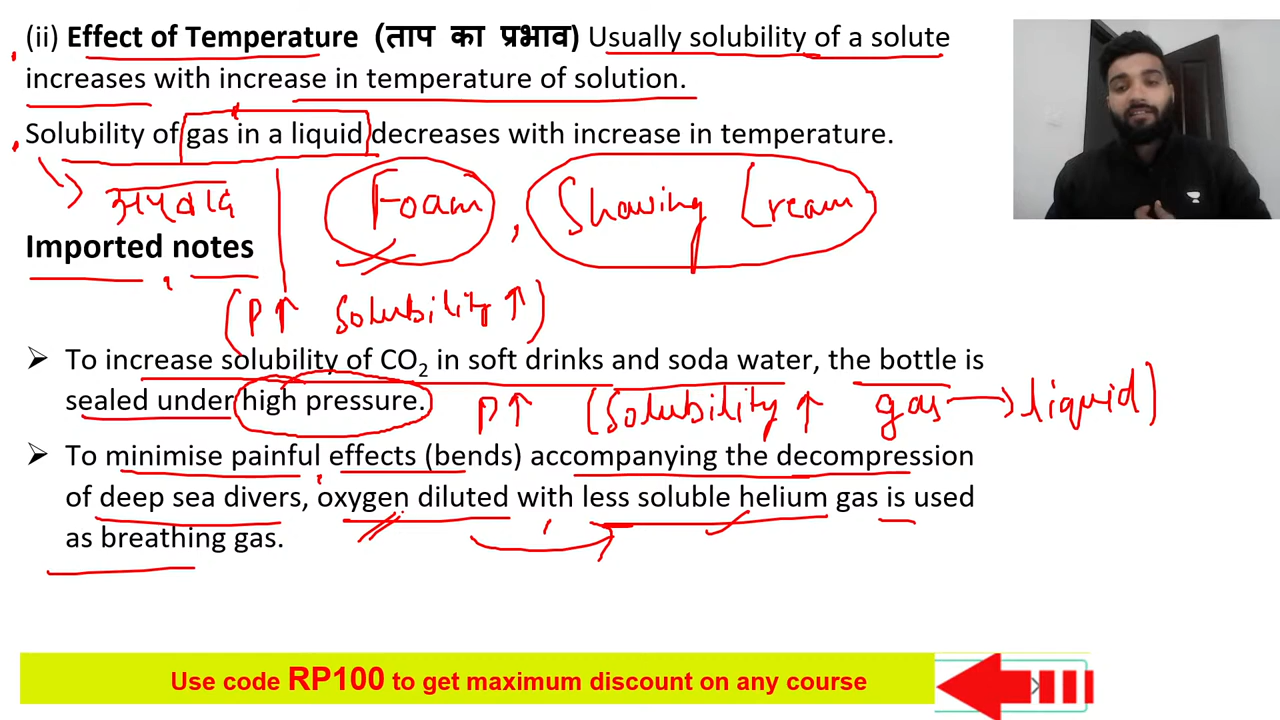 (ii) Effect of Temperature (ताप का प्रभाव) Usually solubility of a solute
increases with increase in temperature of solution.
Solubility of gas in a liquid decreases with increase in temperature.
अपवाद
Foam, Shawing Cream
Imported notes
(P↑ Solubility ↑)
➤ To increase solubility of CO₂ in soft drinks and soda water, the bottle is
sealed under high pressure. P↑ (Solubility ↑ gas → liquid)
➤ To minimise painful effects (bends) accompanying the decompression
of deep sea divers, oxygen diluted with less soluble helium gas is used
as breathing gas.
Use code RP100 to get maximum discount on any course